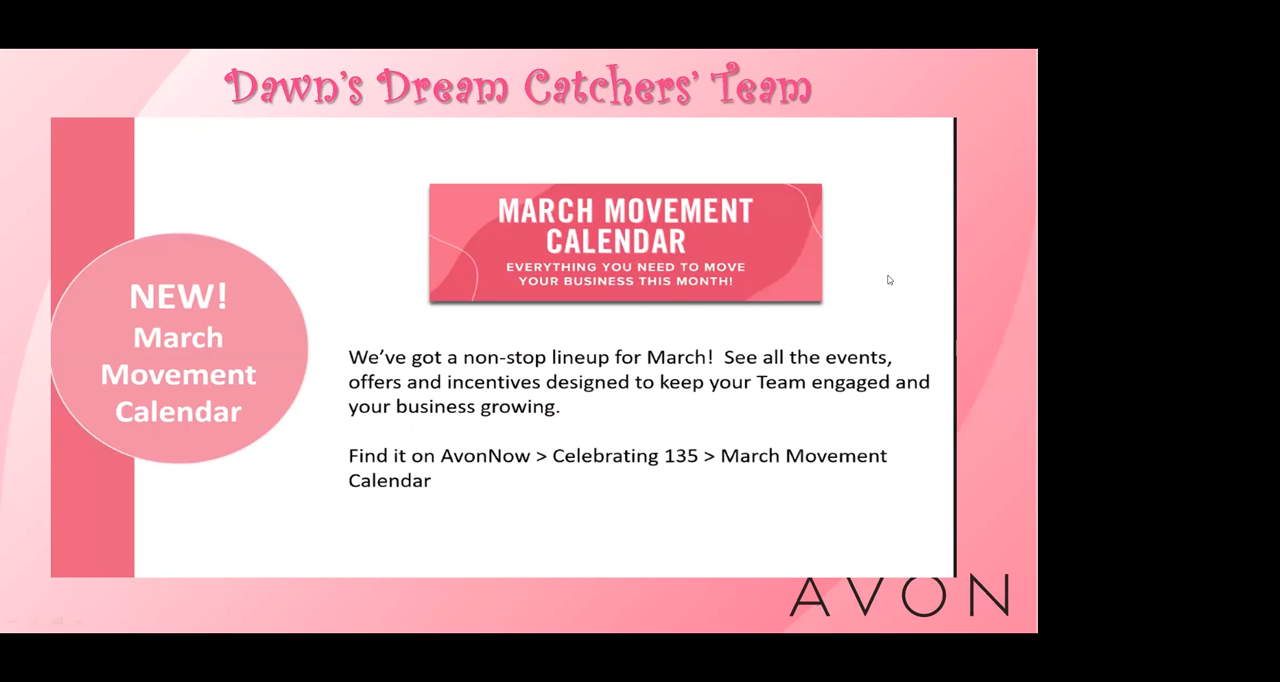 Dawn's Dream Catchers' Team
MARCH MOVEMENT
CALENDAR
EVERYTHING YOU NEED TO MOVE
YOUR BUSINESS THIS MONTH!
NEW!
March
Movement
Calendar
We've got a non-stop lineup for March!  See all the events,
offers and incentives designed to keep your Team engaged and
your business growing.
Find it on AvonNow > Celebrating 135 > March Movement
Calendar
AVON